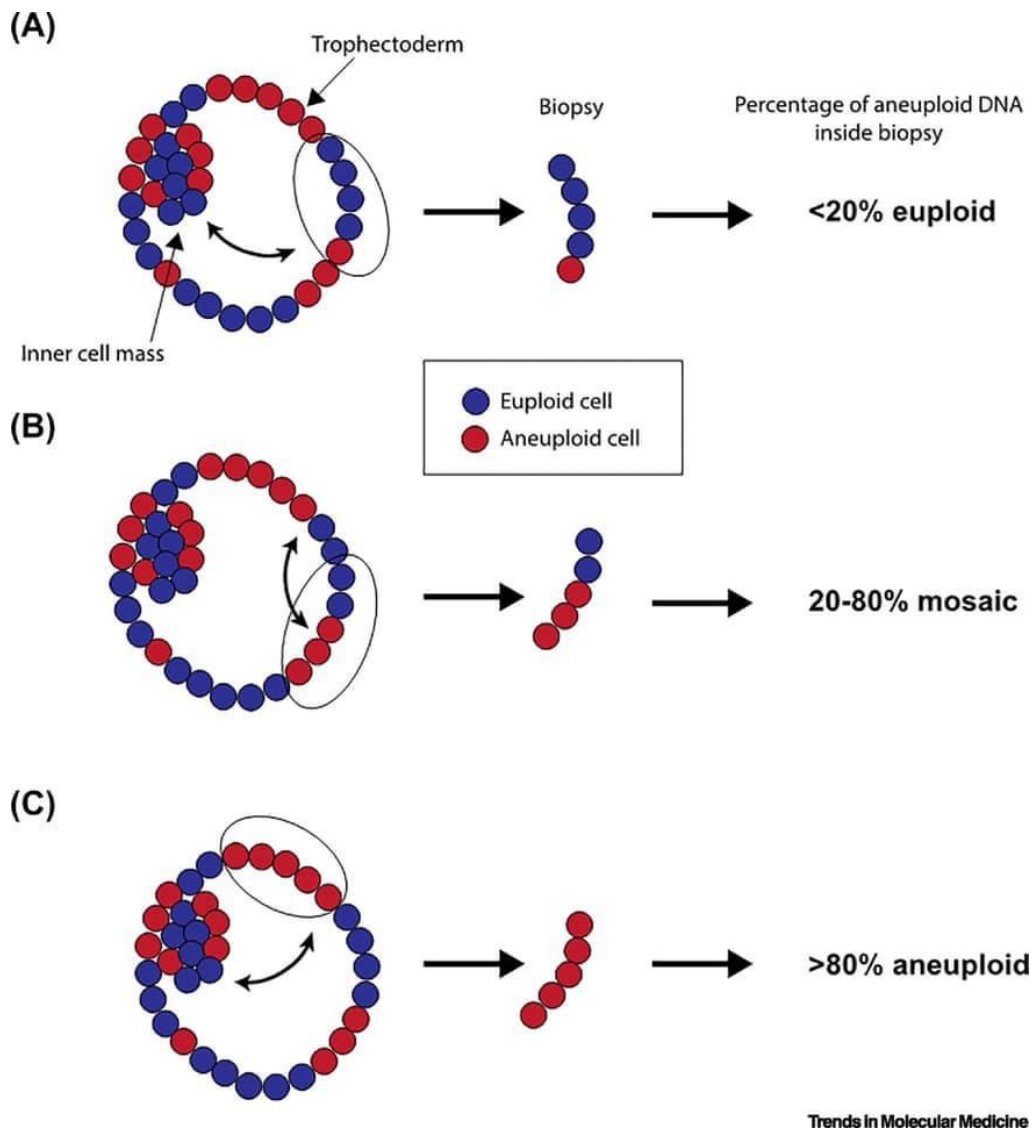 (A)
Trophectoderm
Biopsy
Percentage of aneuploid DNA
inside biopsy
<20% euploid
Inner cell mass
Euploid cell
Aneuploid cell
(B)
20-80% mosaic
(C)
>80% aneuploid
Trends in Molecular Medicine